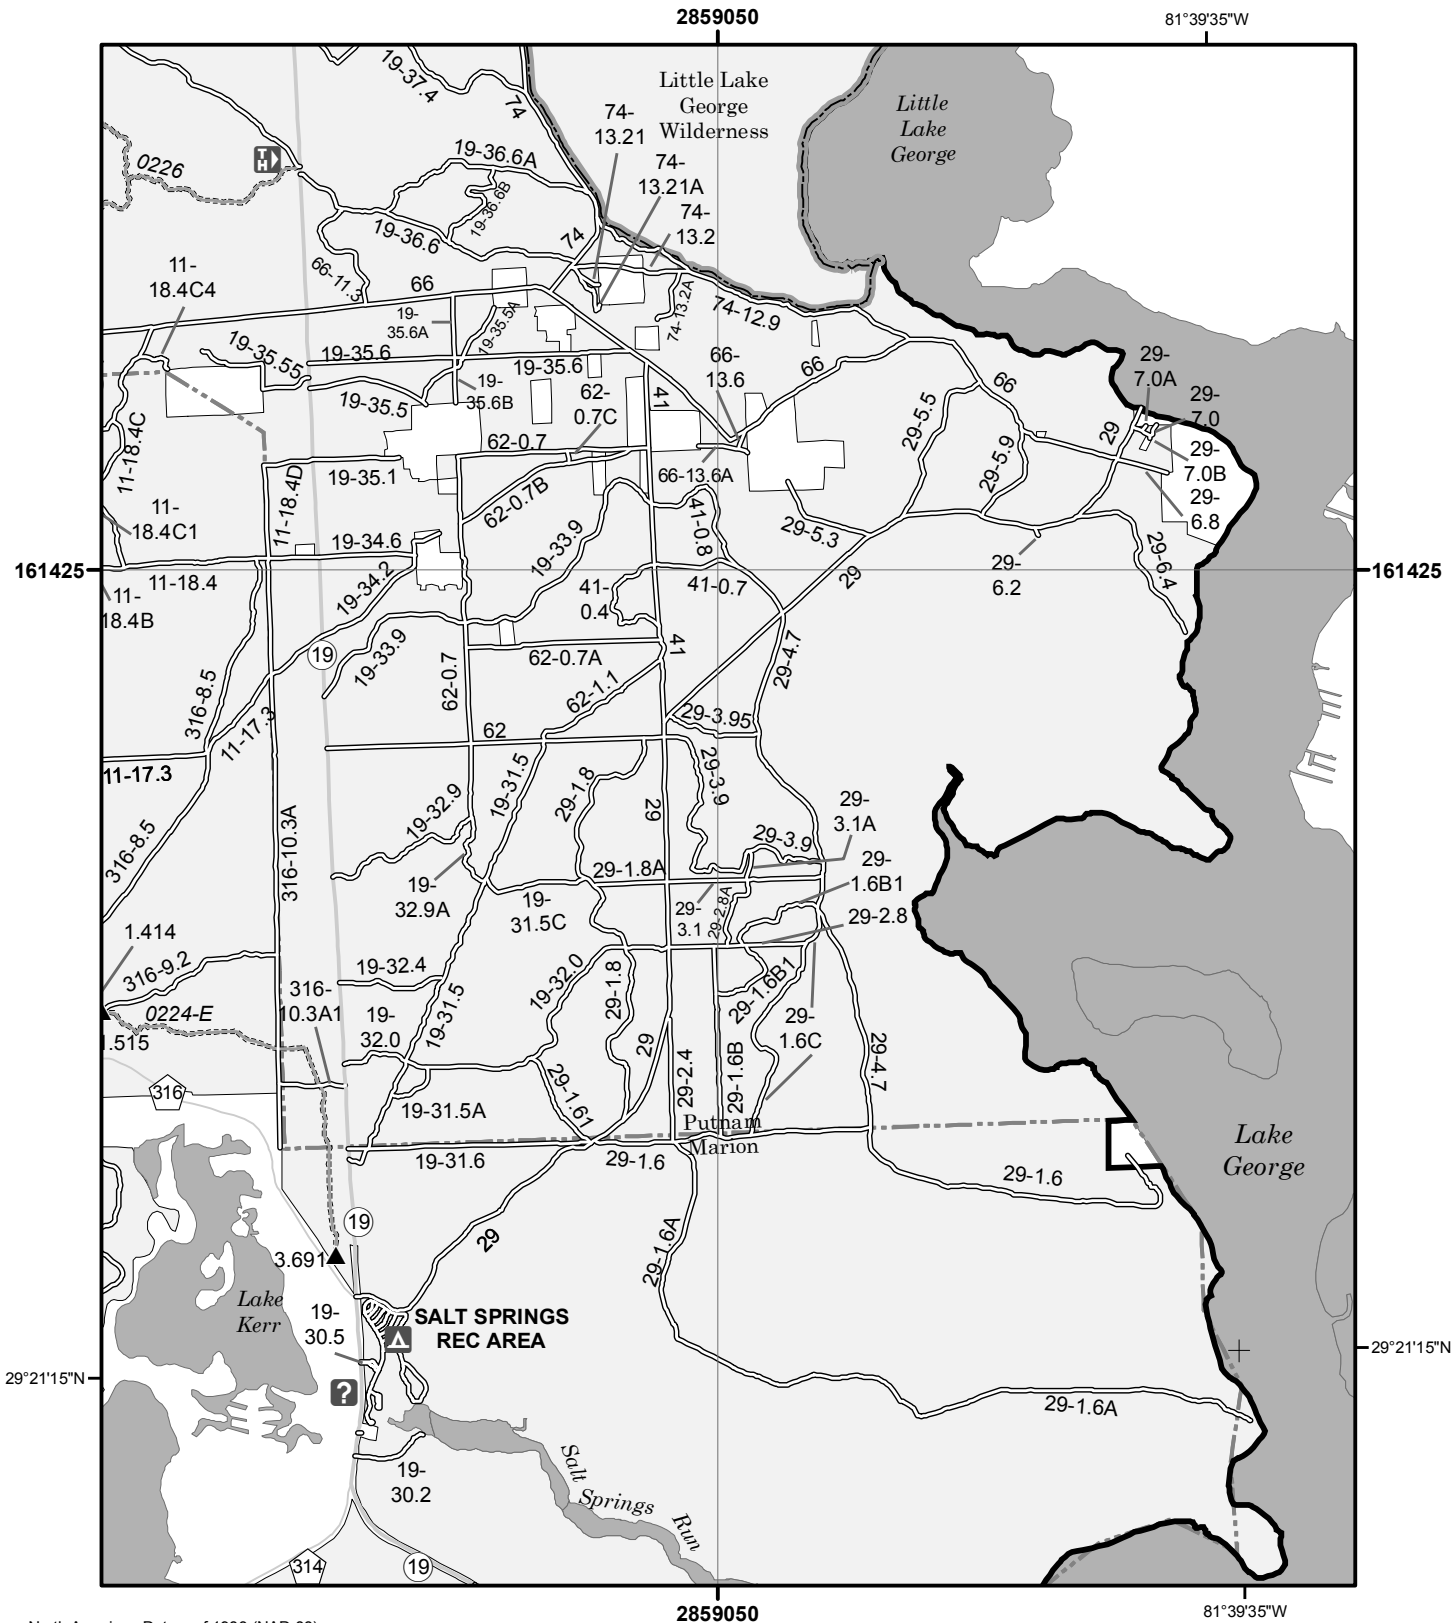 2859050
81°39'35"W
19-37.4
74
Little Lake
George
Wilderness
Little
Lake
George
74-
13.21
74-
13.21A
74-
13.2
0226
TH
19-36.6A
19-36.6B
19-36.6
74
11-
18.4C4
66-11.3
66
19-
35.6A
19-35.5A
74-13.2A
74-12.9
19-35.55
19-35.6
19-35.6
66-
13.6
66
66
29-
7.0A
29-
7.0
19-35.5
19-
35.6B
62-
0.7C
41
29-5.5
29
11-18.4C
62-0.7
29-5.9
29-
7.0B
11-18.4D
19-35.1
66-13.6A
62-0.7B
29-
6.8
11-
18.4C1
41-0.8
29-5.3
19-34.6
19-33.9
29-6.4
161425
161425
11-18.4
19-34.2
29
29-
6.2
41-0.7
41-
0.4
11-
18.4B
19
19-33.9
62-0.7
62-0.7A
41
29-4.7
316-8.5
62-1.1
11-17.3
29-3.95
62
11-17.3
19-31.5
29-1.8
29-3.9
19-32.9
29
29-
3.1A
316-8.5
316-10.3A
29-3.9
29-1.8A
29-
1.6B1
19-
32.9A
19-
31.5C
29-
3.1
29-2.8A
29-2.8
1.414
316-9.2
19-32.4
19-32.0
29-1.8
29-1.6B1
316-
10.3A1
0224-E
19-
32.0
19-31.5
29-
1.6C
1.515
29
29-2.4
29-1.6B
29-4.7
316
29-1.61
19-31.5A
Putnam
Marion
Lake
George
19-31.6
29-1.6
29-1.6
19
29
29-1.6A
3.691
Lake
Kerr
19-
30.5
SALT SPRINGS
REC AREA
29°21'15"N
29°21'15"N
?
29-1.6A
19-
30.2
Salt
Springs
Run
314
19
2859050
81°39'35"W